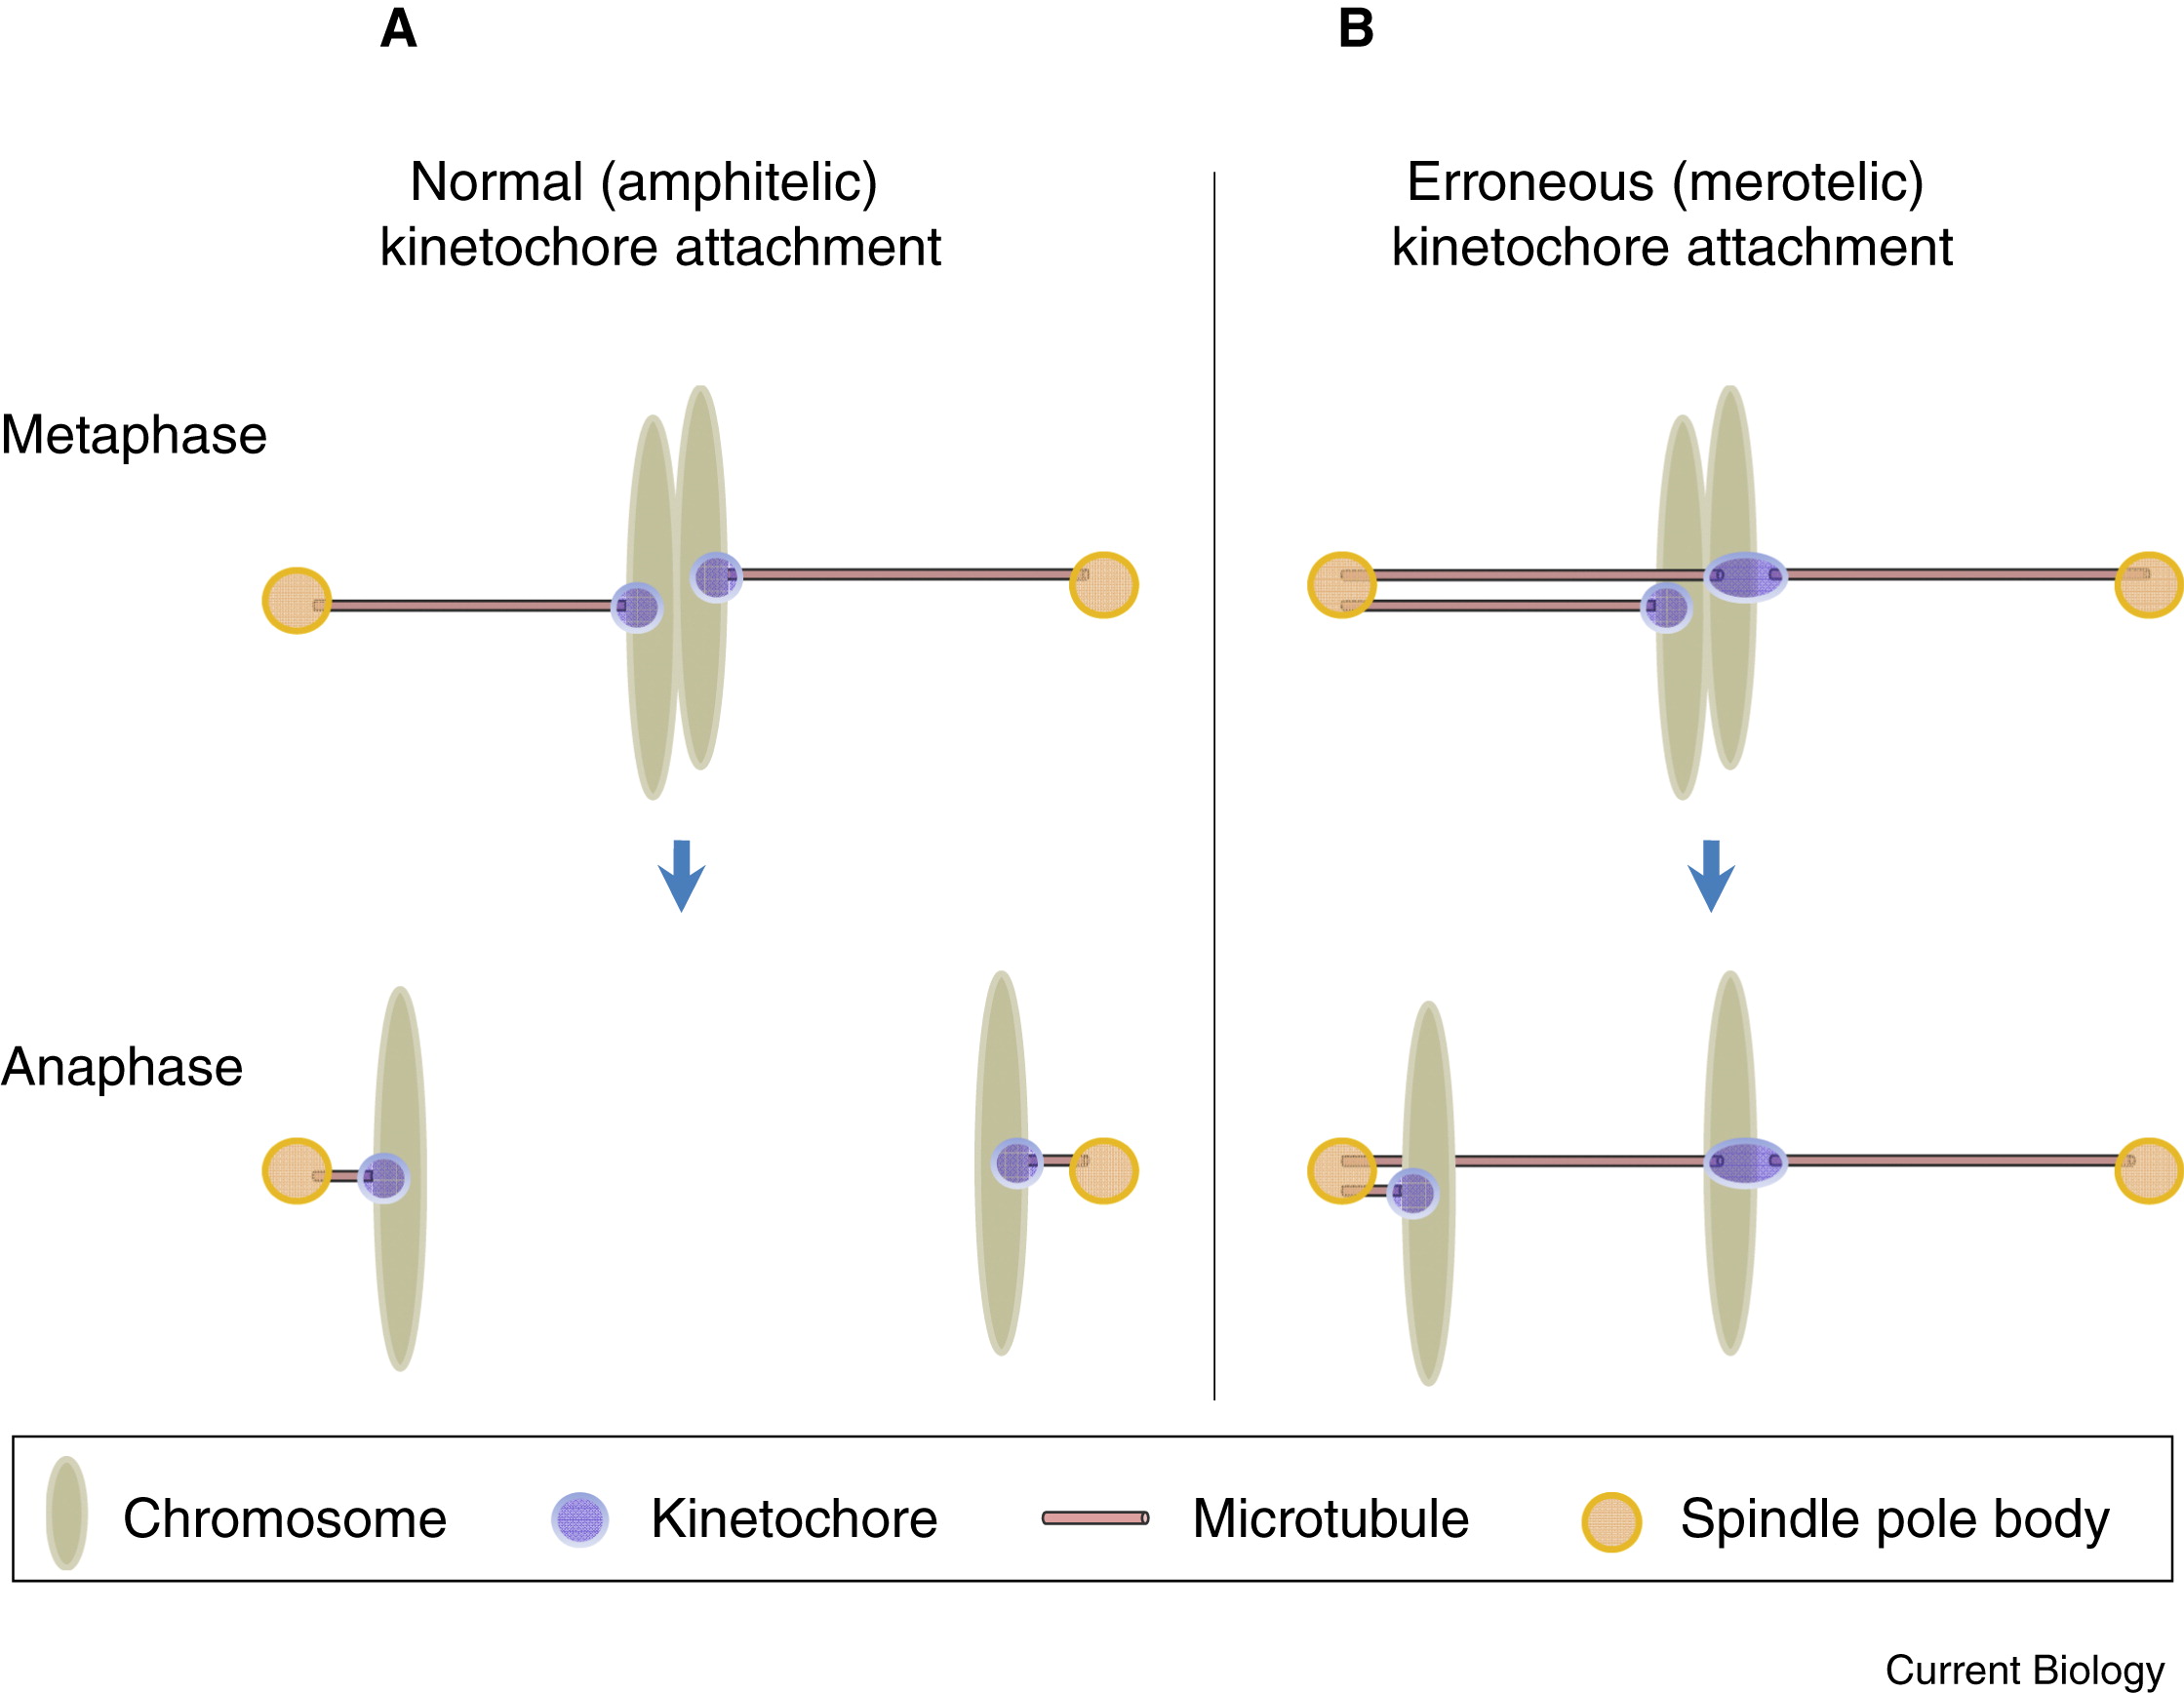 A
B
Normal (amphitelic)
kinetochore attachment
Erroneous (merotelic)
kinetochore attachment
Metaphase
Anaphase
Chromosome
Kinetochore
Microtubule
Spindle pole body
Current Biology